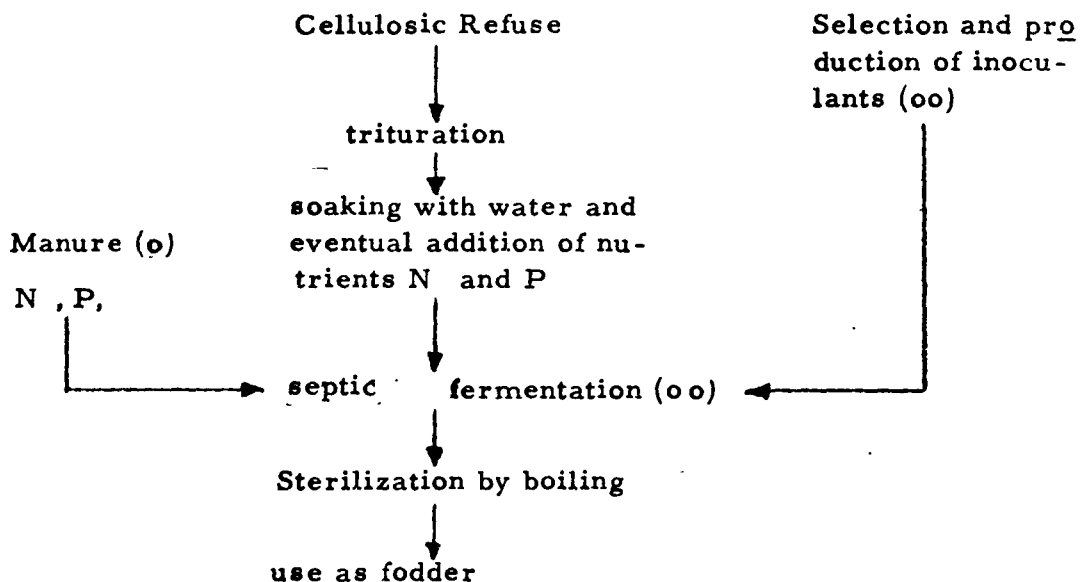 Cellulosic Refuse
Selection and pro
duction of inocu-
lants (oo)
trituration
soaking with water and
eventual addition of nu-
trients N and P
Manure (o)
N , P,
septic fermentation (oo)
Sterilization by boiling
use as fodder